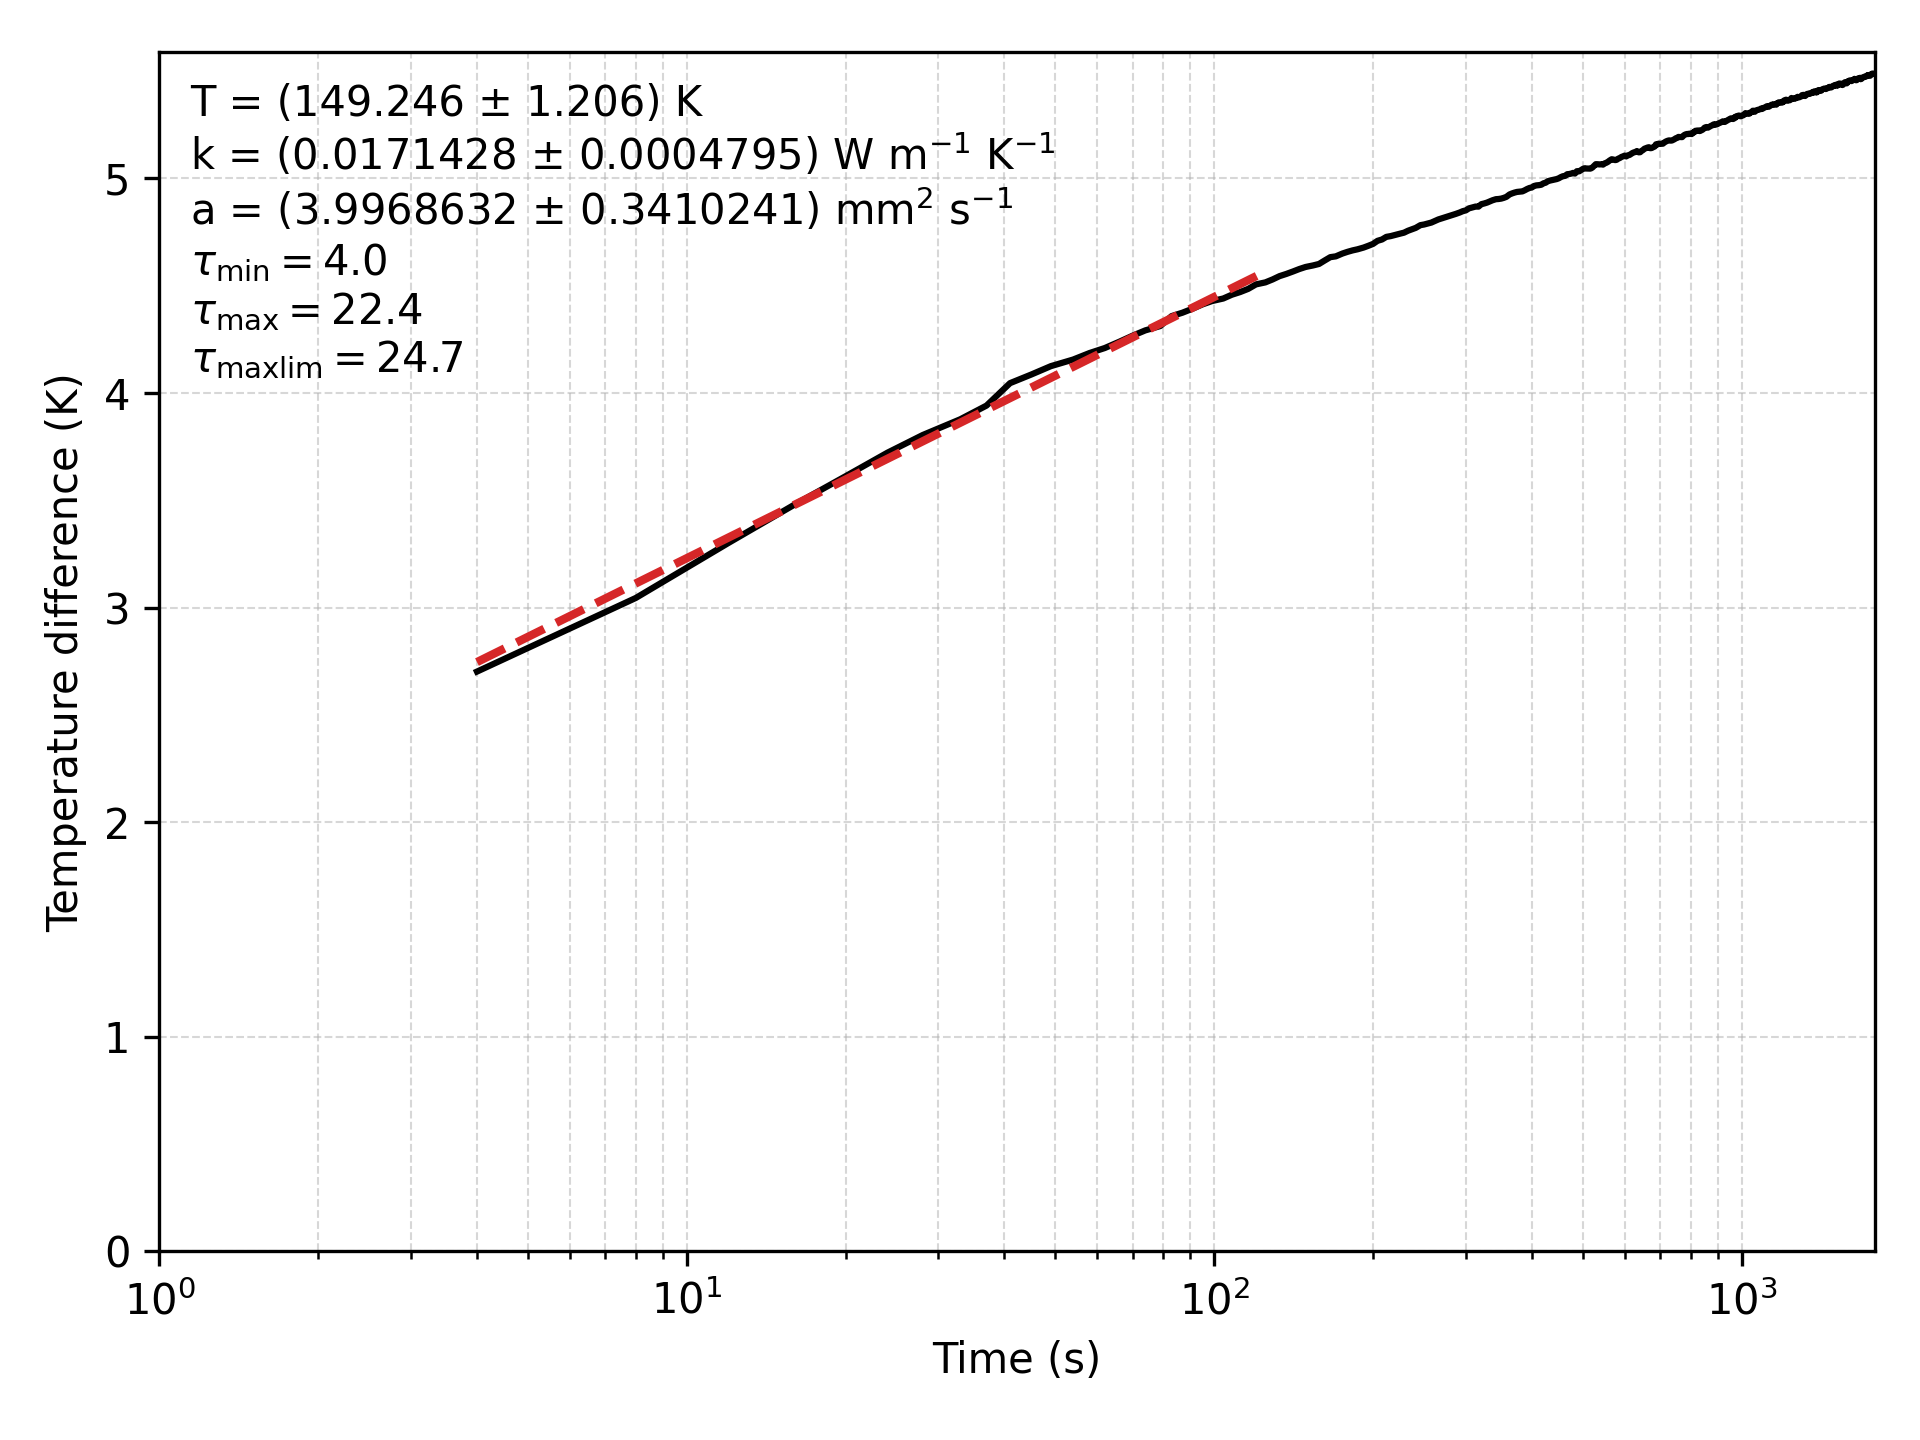 T = (149.246 ± 1.206) K
k = (0.0171428 ± 0.0004795) W m⁻¹ K⁻¹
a = (3.9968632 ± 0.3410241) mm² s⁻¹
τmin = 4.0
τmax = 22.4
τmaxlim = 24.7
5
4
3
2
1
0
Temperature difference (K)
10⁰ 10¹ 10² 10³
Time (s)